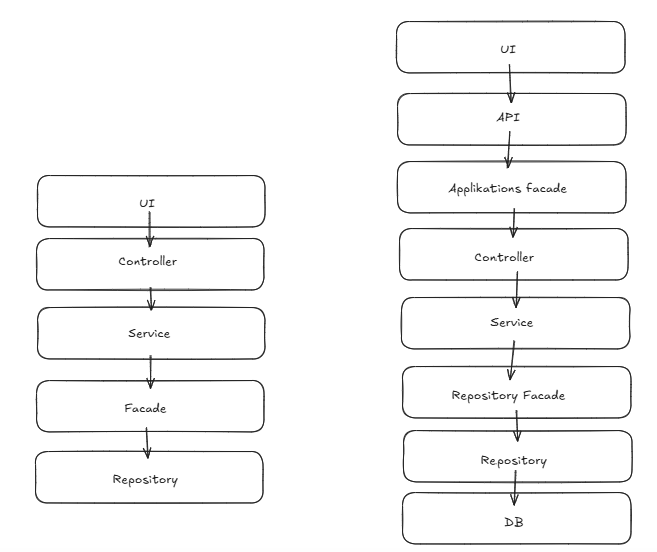 UI
Controller
Service
Facade
Repository
UI
API
Applikations facade
Controller
Service
Repository Facade
Repository
DB